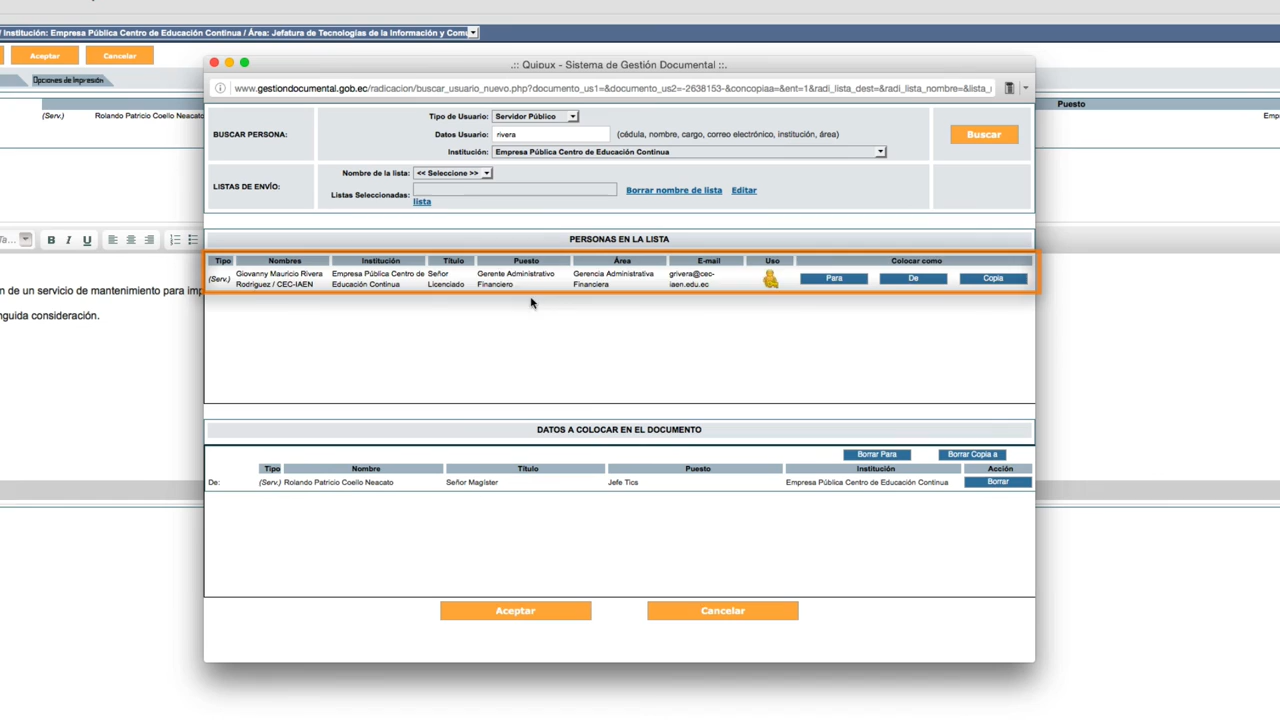 / Institución: Empresa Pública Centro de Educación Continua / Área: Jefatura de Tecnologías de la Información y Comu
Aceptar Cancelar
Opciones de Impresión
Puesto
(Serv.) Rolando Patricio Coello Neacato
.:: Quipux - Sistema de Gestión Documental ::.
www.gestiondocumental.gob.ec/radicacion/buscar_usuario_nuevo.php?documento_us1=&documento_us2=-2638153-&concopiaa=&ent=1&radi_lista_dest=&radi_lista_nombre=&lista_
BUSCAR PERSONA:
Tipo de Usuario: Servidor Público
Datos Usuario: rivera (cédula, nombre, cargo, correo electrónico, institución, área)
Institución: Empresa Pública Centro de Educación Continua
Buscar
LISTAS DE ENVÍO:
Nombre de la lista: << Seleccione >>
Listas Seleccionadas: Borrar nombre de lista Editar
lista
PERSONAS EN LA LISTA
Tipo Nombres Institución Título Puesto Área E-mail Uso Colocar como
(Serv.) Giovanny Mauricio Rivera Empresa Pública Centro de Señor Gerente Administrativo Gerencia Administrativa grivera@cec- Para De Copia
Rodriguez / CEC-IAEN Educación Continua Licenciado Financiero Financiera iaen.edu.ec
B I U
n de un servicio de mantenimiento para imp
nguida consideración.
DATOS A COLOCAR EN EL DOCUMENTO
Borrar Para Borrar Copia a
Tipo Nombre Título Puesto Institución Acción
De: (Serv.) Rolando Patricio Coello Neacato Señor Magíster Jefe Tics Empresa Pública Centro de Educación Continua Borrar
Aceptar Cancelar